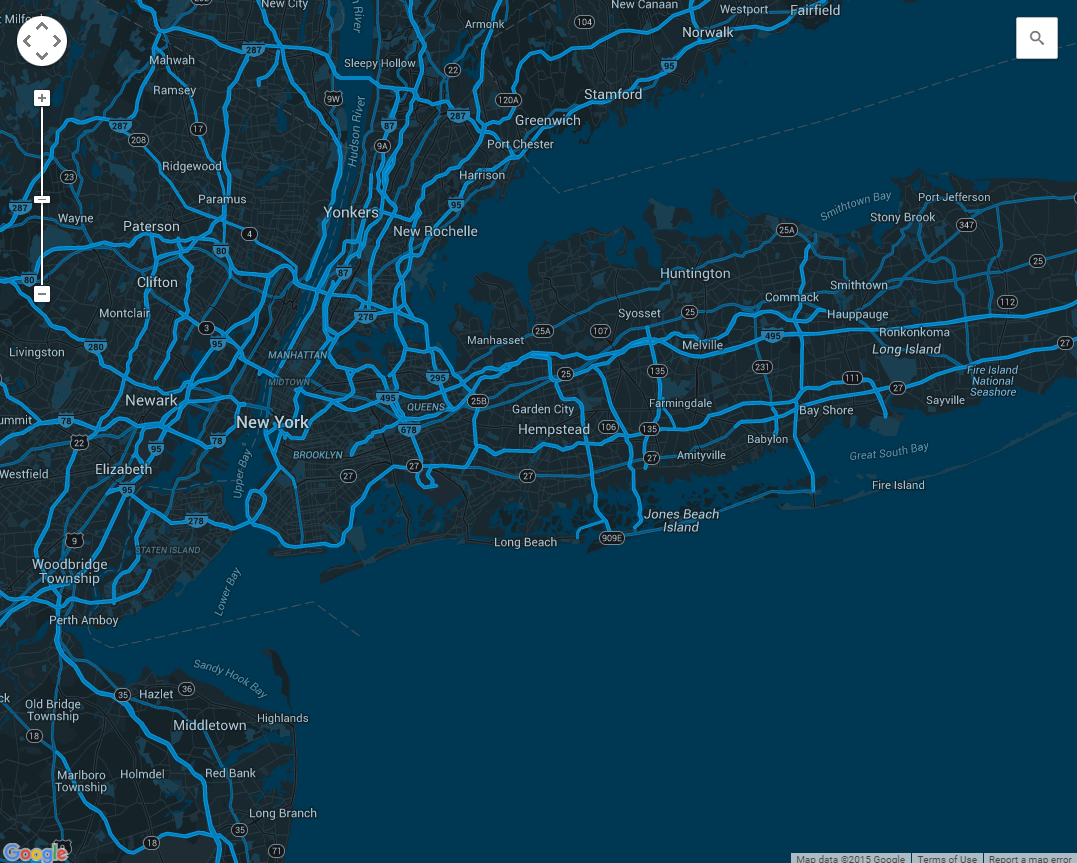 New City
River
Armonk
104
New Canaan
Westport
Fairfield
t Milford
Norwalk
287
Mahwah
Sleepy Hollow
22
95
Ramsey
9W
120A
Stamford
287
Greenwich
287
17
208
87
9A
Hudson River
Port Chester
Ridgewood
23
Harrison
Paramus
287
Wayne
Yonkers
95
Smithtown Bay
Port Jefferson
Stony Brook
Paterson
4
New Rochelle
25A
347
80
25
80
Clifton
87
Huntington
Smithtown
Commack
112
Montclair
278
Syosset
25
Hauppauge
3
25A
107
Ronkonkoma
Livingston
280
95
Manhasset
Melville
495
Long Island
27
MANHATTAN
MIDTOWN
295
25
135
231
111
27
Fire Island
National
Seashore
Newark
495
QUEENS
25B
Garden City
Farmingdale
Bay Shore
Sayville
ummit
78
New York
678
Hempstead
106
135
22
78
95
BROOKLYN
27
Amityville
Babylon
Great South Bay
Westfield
Elizabeth
Upper Bay
27
27
27
Fire Island
95
278
Jones Beach
Island
9
STATEN ISLAND
Long Beach
909E
Woodbridge
Township
Lower Bay
Perth Amboy
Sandy Hook Bay
35
Hazlet
36
ck
Old Bridge
Township
Middletown
Highlands
18
Marlboro
Township
Holmdel
Red Bank
Long Branch
35
18
71
Google
Map data ©2015 Google
Terms of Use
Report a map error